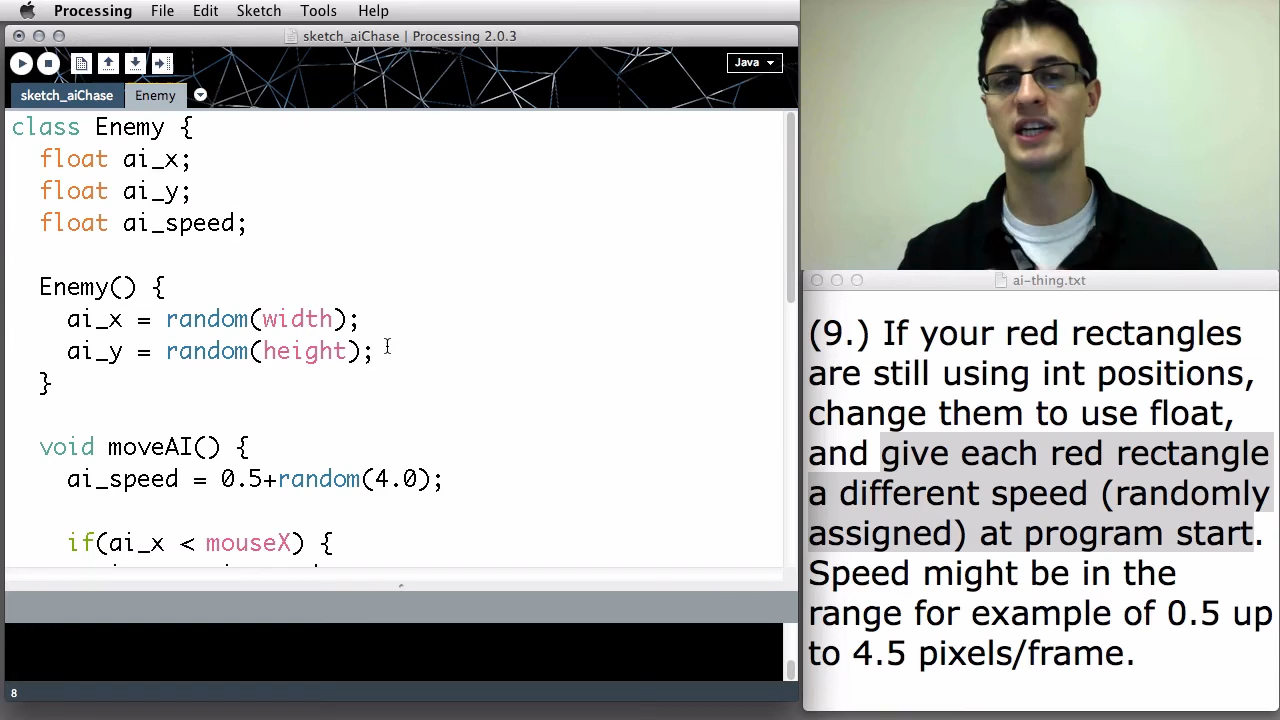 Processing File Edit Sketch Tools Help
sketch_aiChase | Processing 2.0.3
Java
sketch_aiChase Enemy
class Enemy {
float ai_x;
float ai_y;
float ai_speed;
Enemy() {
ai_x = random(width);
ai_y = random(height);
}
void moveAI() {
ai_speed = 0.5+random(4.0);
if(ai_x < mouseX) {
8
ai-thing.txt
(9.) If your red rectangles
are still using int positions,
change them to use float,
and give each red rectangle
a different speed (randomly
assigned) at program start.
Speed might be in the
range for example of 0.5 up
to 4.5 pixels/frame.